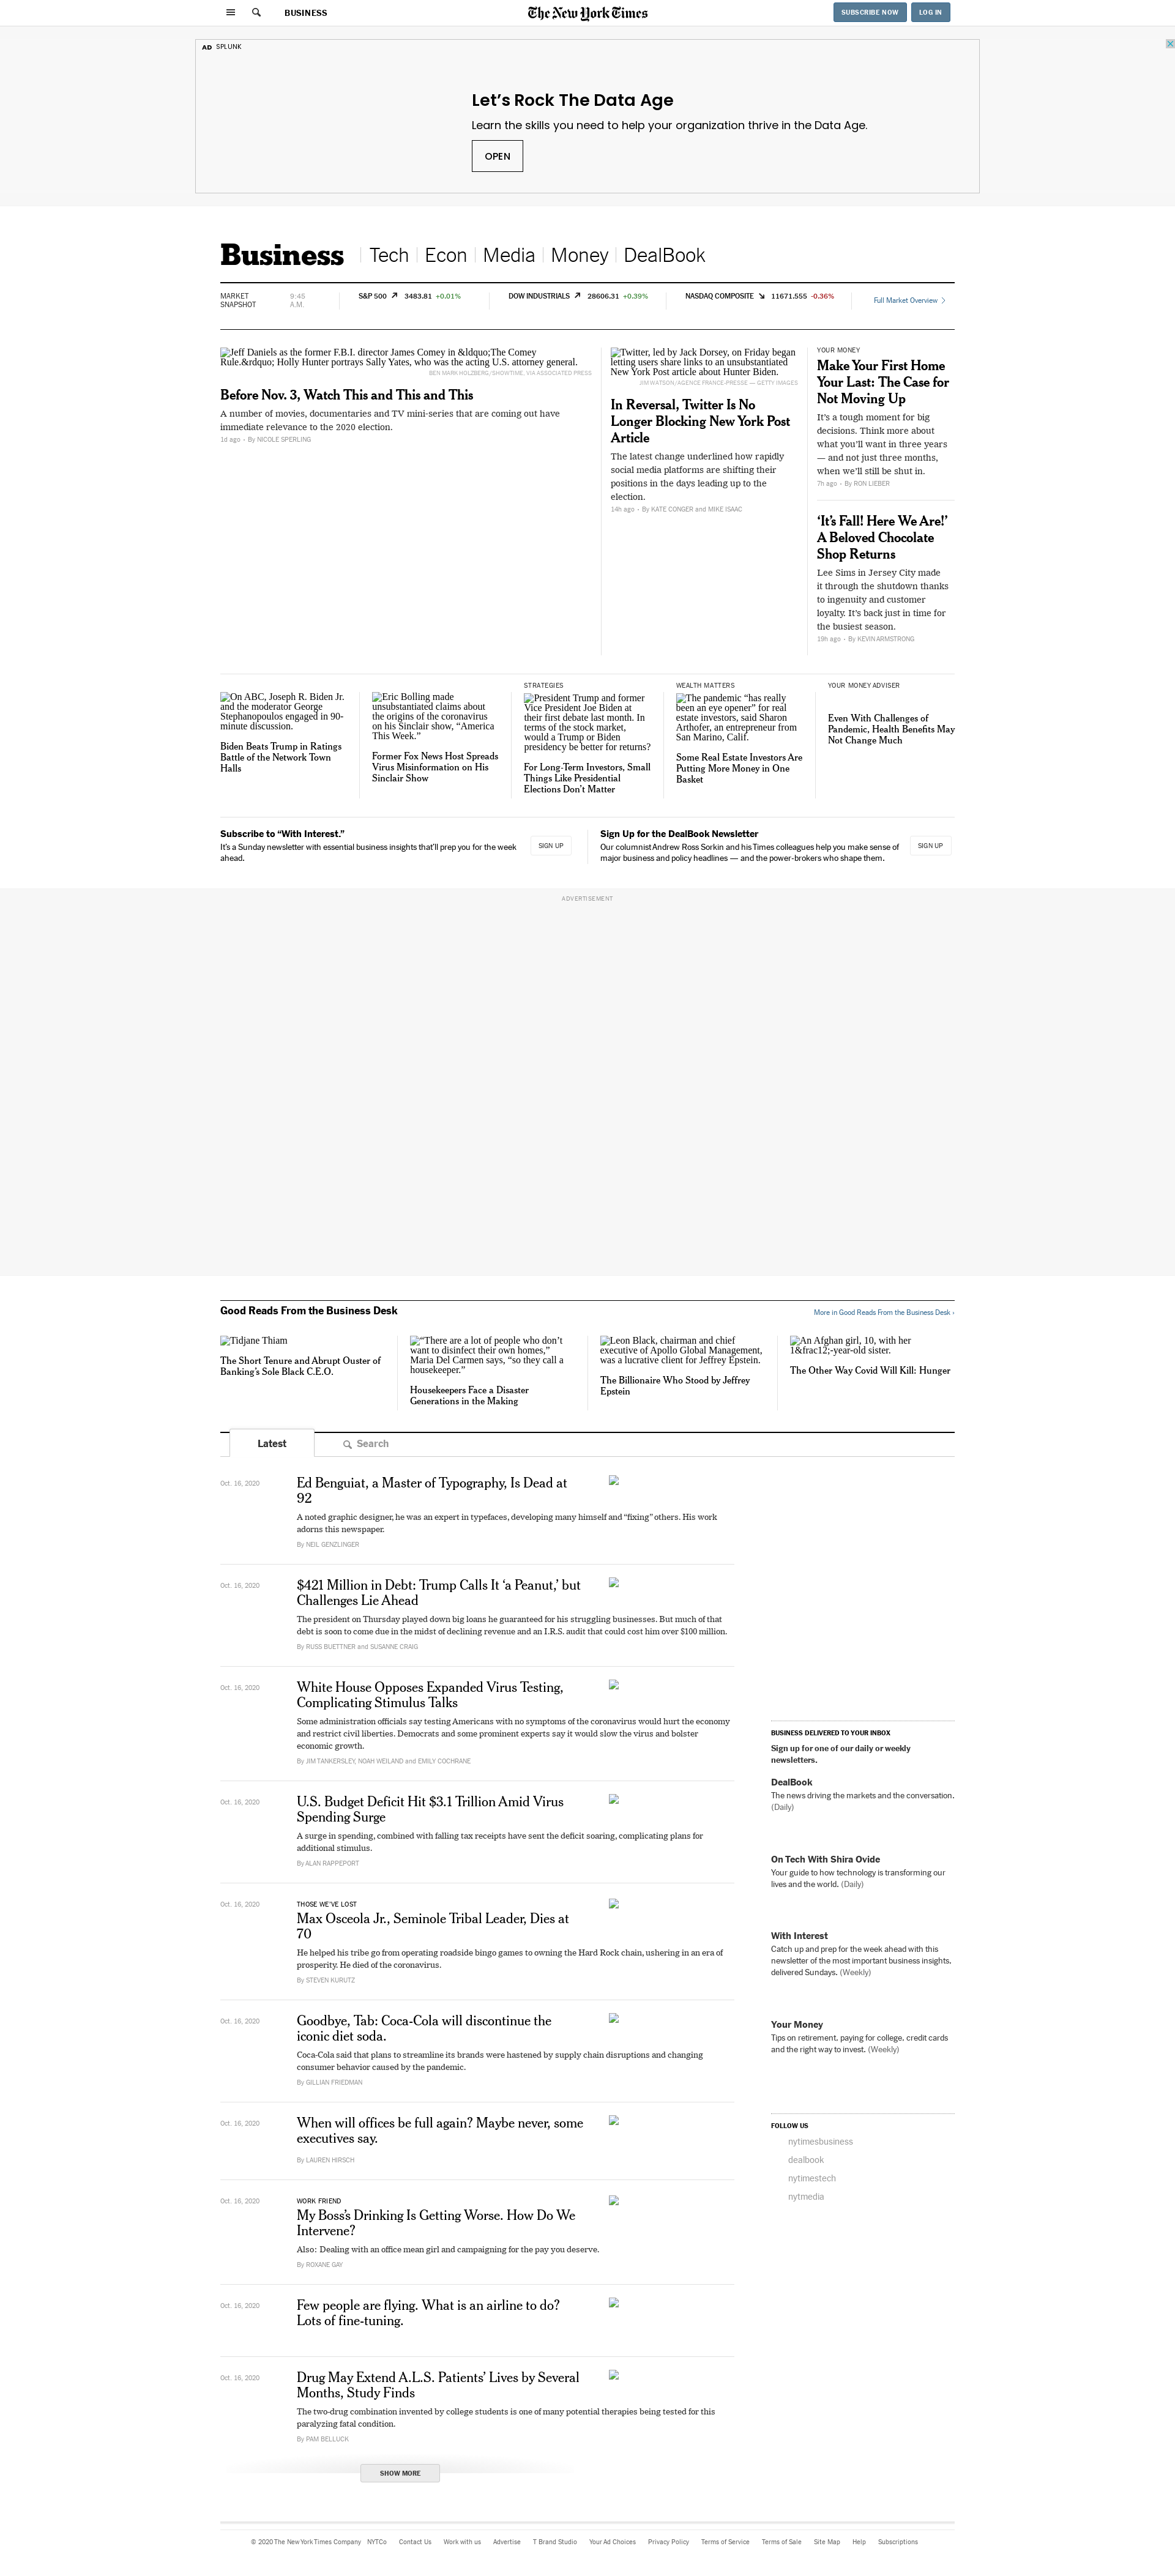 BUSINESS
The New York Times
SUBSCRIBE NOW
LOG IN
AD SPLUNK
Let's Rock The Data Age
Learn the skills you need to help your organization thrive in the Data Age.
OPEN
Business
Tech
Econ
Media
Money
DealBook
MARKET
SNAPSHOT
9:45
A.M.
S&P 500 3483.81 +0.01%
DOW INDUSTRIALS 28606.31 +0.39%
NASDAQ COMPOSITE 11671.555 -0.36%
Full Market Overview
Jeff Daniels as the former F.B.I. director James Comey in &ldquo;The Comey
Rule.&rdquo; Holly Hunter portrays Sally Yates, who was the acting U.S. attorney general.
BEN MARK HOLZBERG/SHOWTIME, VIA ASSOCIATED PRESS
Before Nov. 3, Watch This and This and This
A number of movies, documentaries and TV mini-series that are coming out have
immediate relevance to the 2020 election.
1d ago • By NICOLE SPERLING
Twitter, led by Jack Dorsey, on Friday began
letting users share links to an unsubstantiated
New York Post article about Hunter Biden.
JIM WATSON/AGENCE FRANCE-PRESSE — GETTY IMAGES
In Reversal, Twitter Is No
Longer Blocking New York Post
Article
The latest change underlined how rapidly
social media platforms are shifting their
positions in the days leading up to the
election.
14h ago • By KATE CONGER and MIKE ISAAC
YOUR MONEY
Make Your First Home
Your Last: The Case for
Not Moving Up
It's a tough moment for big
decisions. Think more about
what you'll want in three years
— and not just three months,
when we'll still be shut in.
7h ago • By RON LIEBER
‘It's Fall! Here We Are!’
A Beloved Chocolate
Shop Returns
Lee Sims in Jersey City made
it through the shutdown thanks
to ingenuity and customer
loyalty. It's back just in time for
the busiest season.
19h ago • By KEVIN ARMSTRONG
On ABC, Joseph R. Biden Jr.
and the moderator George
Stephanopoulos engaged in 90-
minute discussion.
Biden Beats Trump in Ratings
Battle of the Network Town
Halls
Eric Bolling made
unsubstantiated claims about
the origins of the coronavirus
on his Sinclair show, “America
This Week.”
Former Fox News Host Spreads
Virus Misinformation on His
Sinclair Show
STRATEGIES
President Trump and former
Vice President Joe Biden at
their first debate last month. In
terms of the stock market,
would a Trump or Biden
presidency be better for returns?
For Long-Term Investors, Small
Things Like Presidential
Elections Don't Matter
WEALTH MATTERS
The pandemic “has really
been an eye opener” for real
estate investors, said Sharon
Arthofer, an entrepreneur from
San Marino, Calif.
Some Real Estate Investors Are
Putting More Money in One
Basket
YOUR MONEY ADVISER
Even With Challenges of
Pandemic, Health Benefits May
Not Change Much
Subscribe to “With Interest.”
It's a Sunday newsletter with essential business insights that'll prep you for the week
ahead.
SIGN UP
Sign Up for the DealBook Newsletter
Our columnist Andrew Ross Sorkin and his Times colleagues help you make sense of
major business and policy headlines — and the power-brokers who shape them.
SIGN UP
ADVERTISEMENT
Good Reads From the Business Desk
More in Good Reads From the Business Desk ›
Tidjane Thiam
The Short Tenure and Abrupt Ouster of
Banking's Sole Black C.E.O.
“There are a lot of people who don't
want to disinfect their own homes,”
Maria Del Carmen says, “so they call a
housekeeper.”
Housekeepers Face a Disaster
Generations in the Making
Leon Black, chairman and chief
executive of Apollo Global Management,
was a lucrative client for Jeffrey Epstein.
The Billionaire Who Stood by Jeffrey
Epstein
An Afghan girl, 10, with her
1&frac12;-year-old sister.
The Other Way Covid Will Kill: Hunger
Latest
Search
Oct. 16, 2020
Ed Benguiat, a Master of Typography, Is Dead at
92
A noted graphic designer, he was an expert in typefaces, developing many himself and “fixing” others. His work
adorns this newspaper.
By NEIL GENZLINGER
Oct. 16, 2020
$421 Million in Debt: Trump Calls It ‘a Peanut,’ but
Challenges Lie Ahead
The president on Thursday played down big loans he guaranteed for his struggling businesses. But much of that
debt is soon to come due in the midst of declining revenue and an I.R.S. audit that could cost him over $100 million.
By RUSS BUETTNER and SUSANNE CRAIG
Oct. 16, 2020
White House Opposes Expanded Virus Testing,
Complicating Stimulus Talks
Some administration officials say testing Americans with no symptoms of the coronavirus would hurt the economy
and restrict civil liberties. Democrats and some prominent experts say it would slow the virus and bolster
economic growth.
By JIM TANKERSLEY, NOAH WEILAND and EMILY COCHRANE
Oct. 16, 2020
U.S. Budget Deficit Hit $3.1 Trillion Amid Virus
Spending Surge
A surge in spending, combined with falling tax receipts have sent the deficit soaring, complicating plans for
additional stimulus.
By ALAN RAPPEPORT
Oct. 16, 2020
THOSE WE'VE LOST
Max Osceola Jr., Seminole Tribal Leader, Dies at
70
He helped his tribe go from operating roadside bingo games to owning the Hard Rock chain, ushering in an era of
prosperity. He died of the coronavirus.
By STEVEN KURUTZ
Oct. 16, 2020
Goodbye, Tab: Coca-Cola will discontinue the
iconic diet soda.
Coca-Cola said that plans to streamline its brands were hastened by supply chain disruptions and changing
consumer behavior caused by the pandemic.
By GILLIAN FRIEDMAN
Oct. 16, 2020
When will offices be full again? Maybe never, some
executives say.
By LAUREN HIRSCH
Oct. 16, 2020
WORK FRIEND
My Boss's Drinking Is Getting Worse. How Do We
Intervene?
Also: Dealing with an office mean girl and campaigning for the pay you deserve.
By ROXANE GAY
Oct. 16, 2020
Few people are flying. What is an airline to do?
Lots of fine-tuning.
Oct. 16, 2020
Drug May Extend A.L.S. Patients' Lives by Several
Months, Study Finds
The two-drug combination invented by college students is one of many potential therapies being tested for this
paralyzing fatal condition.
By PAM BELLUCK
SHOW MORE
BUSINESS DELIVERED TO YOUR INBOX
Sign up for one of our daily or weekly
newsletters.
DealBook
The news driving the markets and the conversation.
(Daily)
On Tech With Shira Ovide
Your guide to how technology is transforming our
lives and the world. (Daily)
With Interest
Catch up and prep for the week ahead with this
newsletter of the most important business insights,
delivered Sundays. (Weekly)
Your Money
Tips on retirement, paying for college, credit cards
and the right way to invest. (Weekly)
FOLLOW US
nytimesbusiness
dealbook
nytimestech
nytmedia
© 2020 The New York Times Company NYTCo Contact Us Work with us Advertise T Brand Studio Your Ad Choices Privacy Policy Terms of Service Terms of Sale Site Map Help Subscriptions